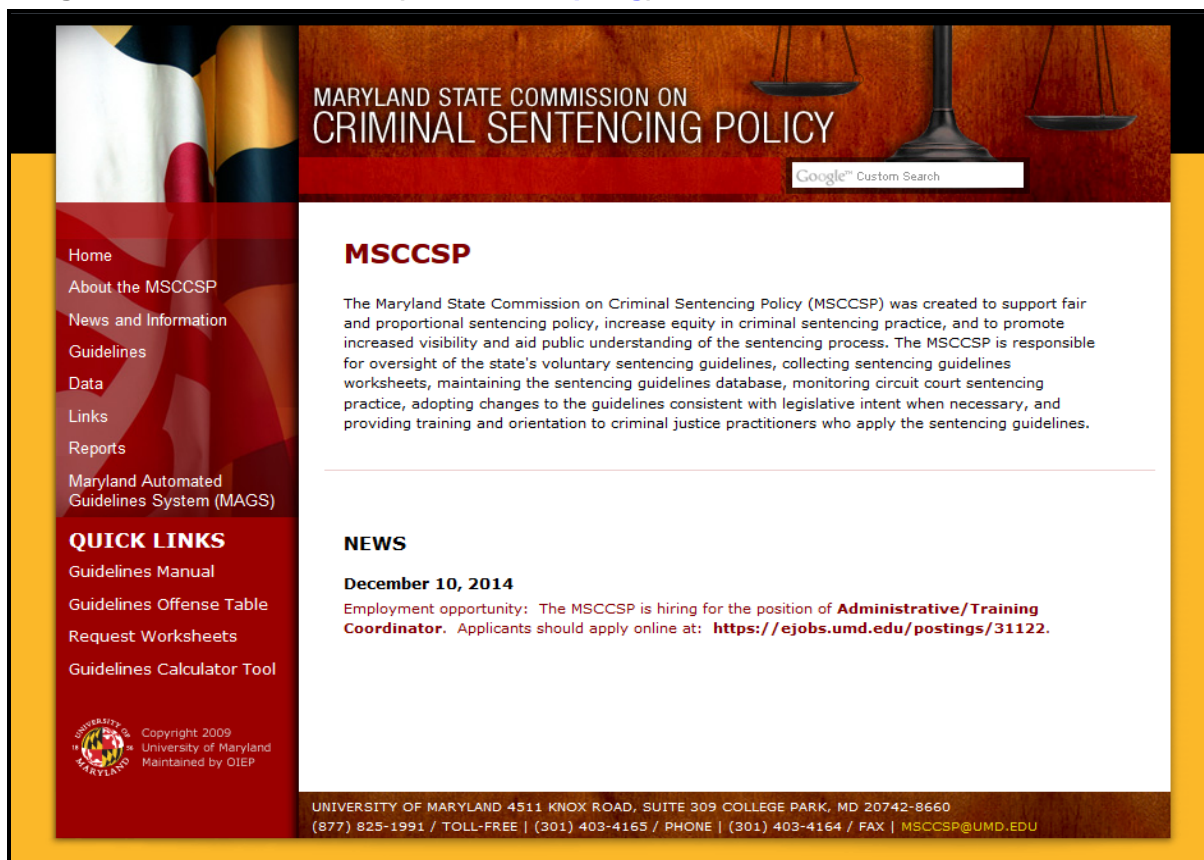 MARYLAND STATE COMMISSION ON
CRIMINAL SENTENCING POLICY
Google™ Custom Search
Home
About the MSCCSP
News and Information
Guidelines
Data
Links
Reports
Maryland Automated
Guidelines System (MAGS)
QUICK LINKS
Guidelines Manual
Guidelines Offense Table
Request Worksheets
Guidelines Calculator Tool
UNIVERSITY OF
18 56
MARYLAND
Copyright 2009
University of Maryland
Maintained by OIEP
MSCCSP
The Maryland State Commission on Criminal Sentencing Policy (MSCCSP) was created to support fair
and proportional sentencing policy, increase equity in criminal sentencing practice, and to promote
increased visibility and aid public understanding of the sentencing process. The MSCCSP is responsible
for oversight of the state's voluntary sentencing guidelines, collecting sentencing guidelines
worksheets, maintaining the sentencing guidelines database, monitoring circuit court sentencing
practice, adopting changes to the guidelines consistent with legislative intent when necessary, and
providing training and orientation to criminal justice practitioners who apply the sentencing guidelines.
NEWS
December 10, 2014
Employment opportunity: The MSCCSP is hiring for the position of Administrative/Training
Coordinator. Applicants should apply online at: https://ejobs.umd.edu/postings/31122.
UNIVERSITY OF MARYLAND 4511 KNOX ROAD, SUITE 309 COLLEGE PARK, MD 20742-8660
(877) 825-1991 / TOLL-FREE | (301) 403-4165 / PHONE | (301) 403-4164 / FAX | MSCCSP@UMD.EDU